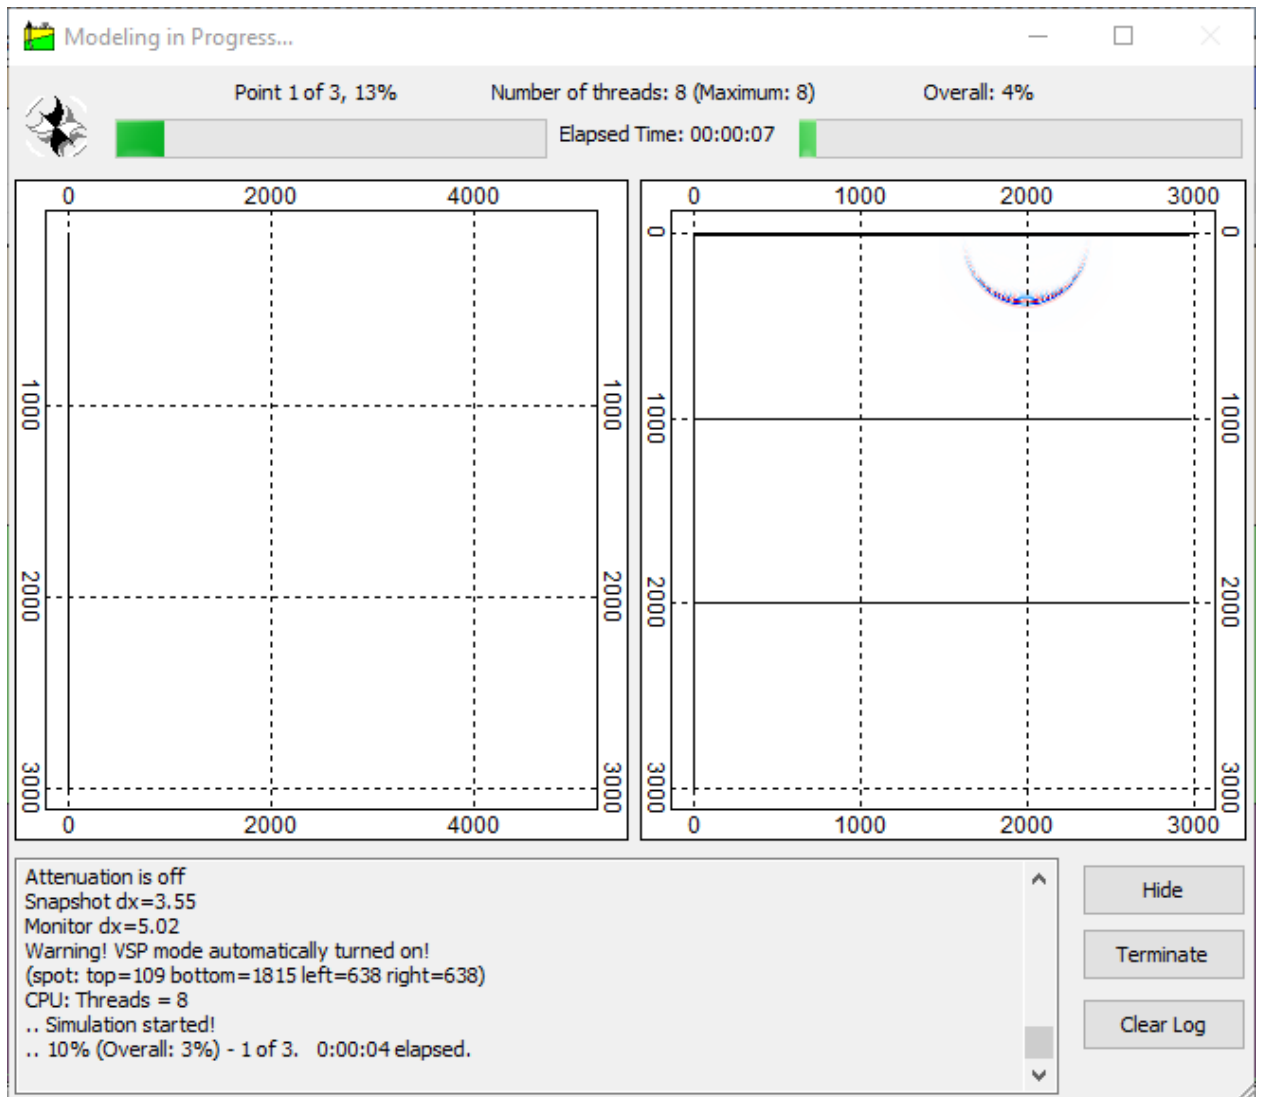 Modeling in Progress...
Point 1 of 3, 13%
Number of threads: 8 (Maximum: 8)
Overall: 4%
Elapsed Time: 00:00:07
0 2000 4000
1000 1000
2000 2000
3000 3000
0 2000 4000
0 1000 2000 3000
0 0
1000 1000
2000 2000
3000 3000
0 1000 2000 3000
Attenuation is off
Snapshot dx=3.55
Monitor dx=5.02
Warning! VSP mode automatically turned on!
(spot: top=109 bottom=1815 left=638 right=638)
CPU: Threads = 8
.. Simulation started!
.. 10% (Overall: 3%) - 1 of 3.   0:00:04 elapsed.
Hide
Terminate
Clear Log